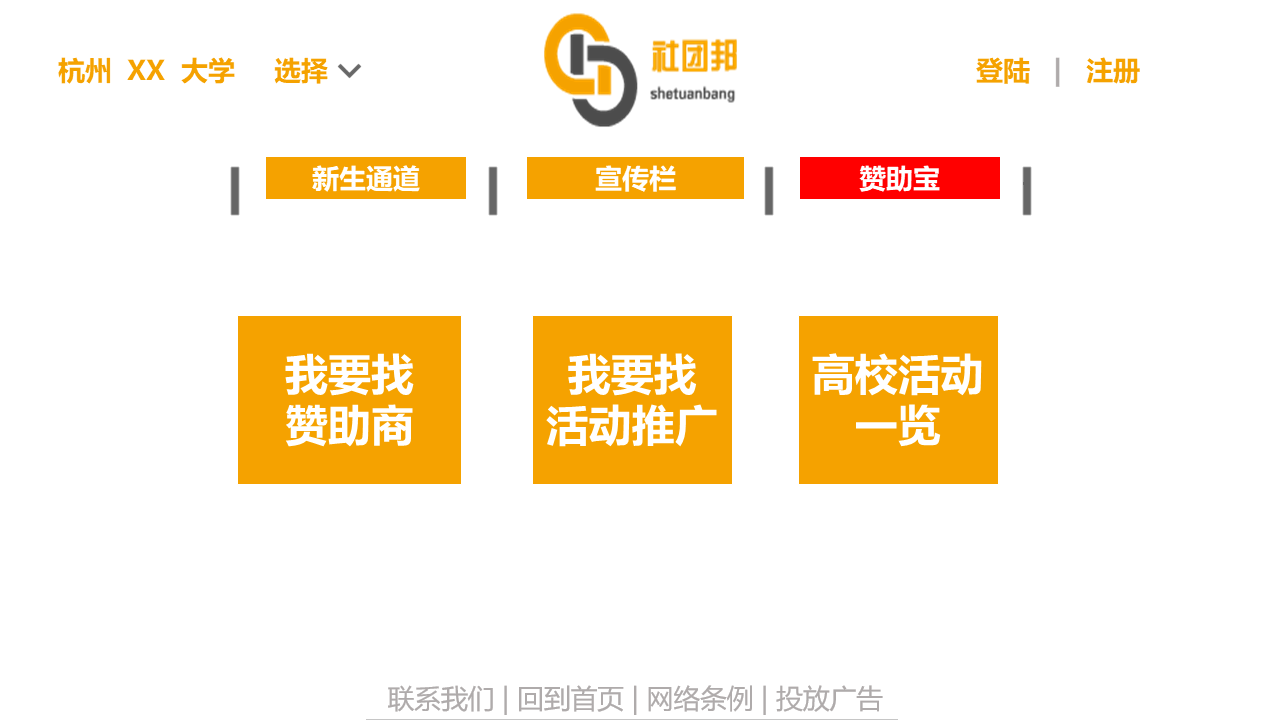 杭州 XX 大学 选择
社团邦
shetuanbang
登陆 | 注册
新生通道
宣传栏
赞助宝
我要找
赞助商
我要找
活动推广
高校活动
一览
联系我们 | 回到首页 | 网络条例 | 投放广告